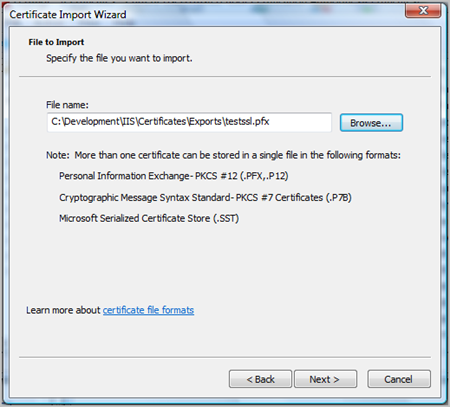 Certificate Import Wizard
File to Import
Specify the file you want to import.
File name:
C:\Development\IIS\Certificates\Exports\testssl.pfx
Browse...
Note: More than one certificate can be stored in a single file in the following formats:
Personal Information Exchange- PKCS #12 (.PFX,.P12)
Cryptographic Message Syntax Standard- PKCS #7 Certificates (.P7B)
Microsoft Serialized Certificate Store (.SST)
Learn more about certificate file formats
< Back
Next >
Cancel